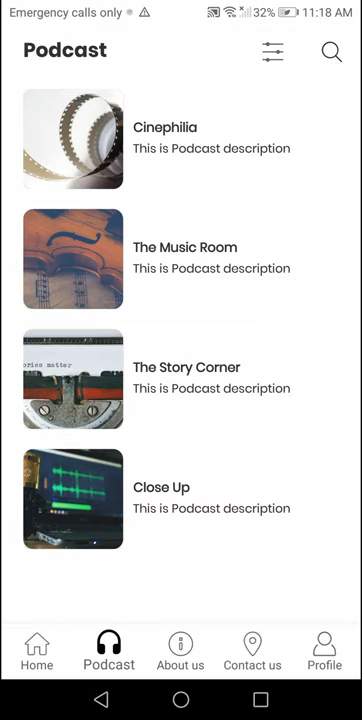 Emergency calls only 32% 11:18 AM
Podcast
Cinephilia
This is Podcast description
The Music Room
This is Podcast description
ories matter
The Story Corner
This is Podcast description
Close Up
This is Podcast description
Home Podcast About us Contact us Profile